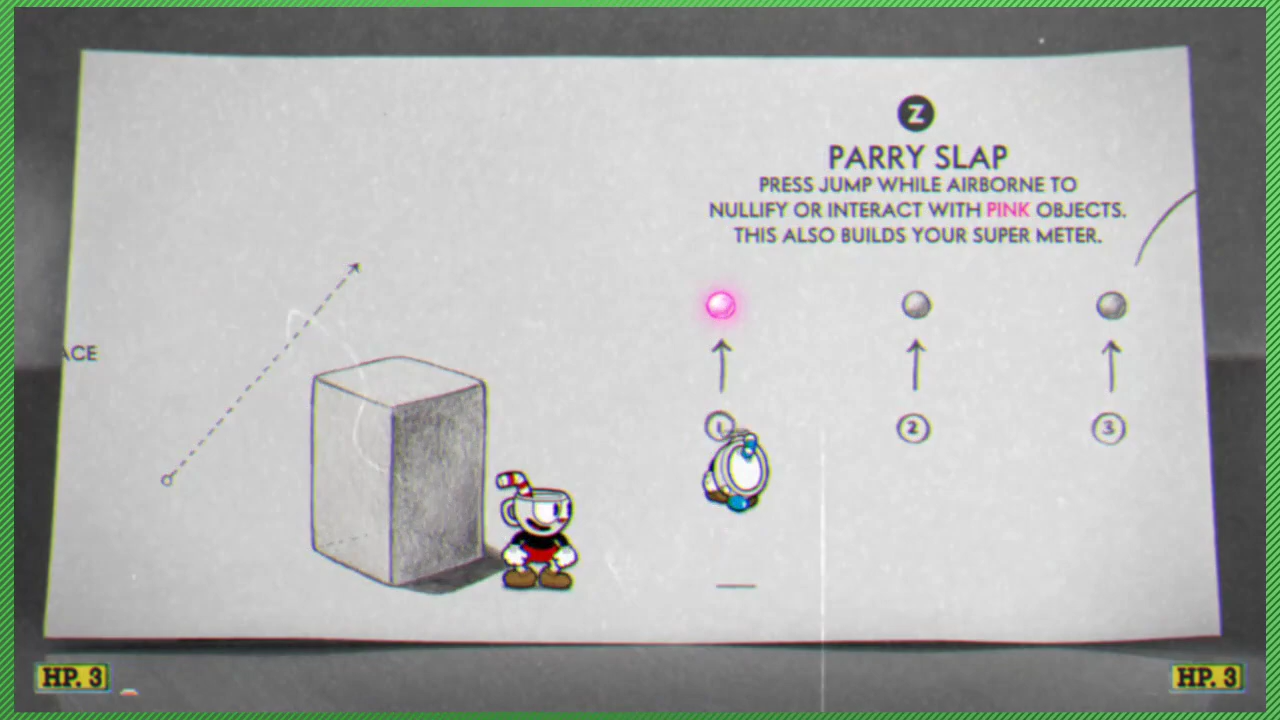 Z
PARRY SLAP
PRESS JUMP WHILE AIRBORNE TO
NULLIFY OR INTERACT WITH PINK OBJECTS.
THIS ALSO BUILDS YOUR SUPER METER.
ACE
1 2 3
HP. 3 HP. 3